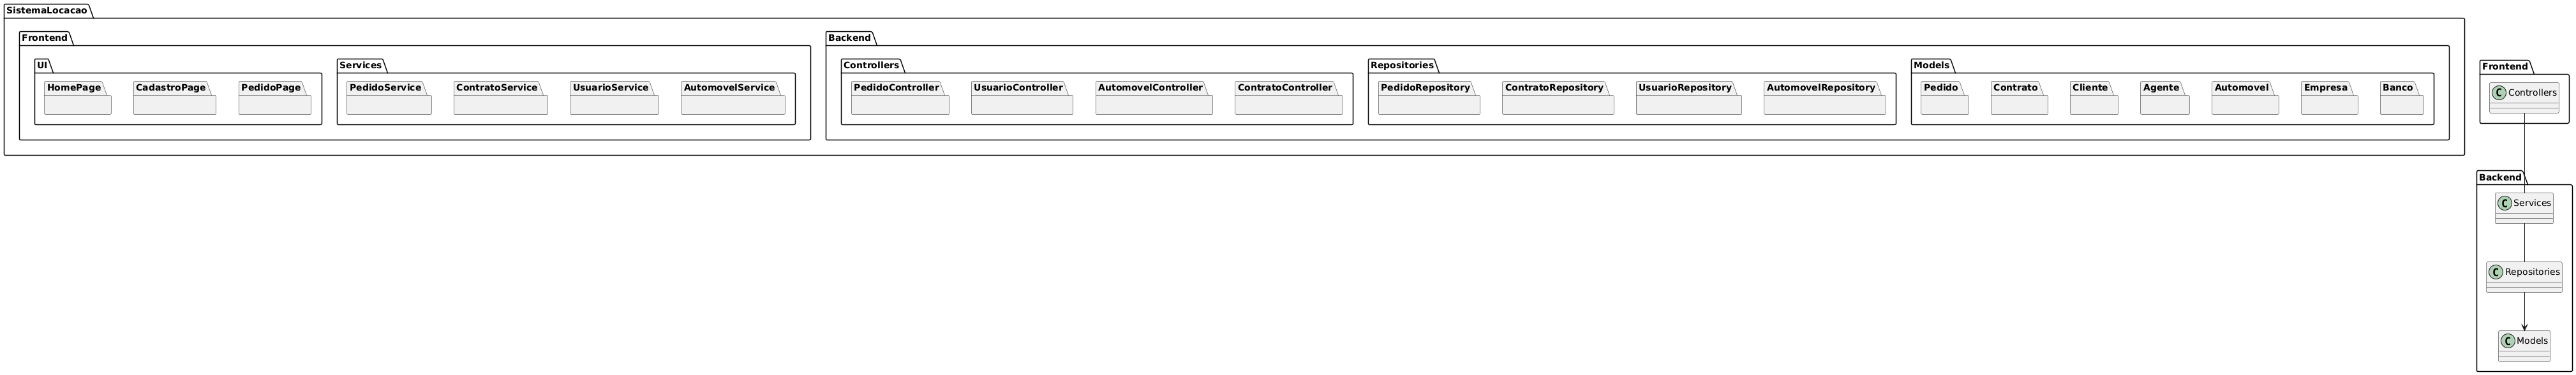 SistemaLocacao
Frontend
UI
HomePage
CadastroPage
PedidoPage
Services
PedidoService
ContratoService
UsuarioService
AutomovelService
Backend
Controllers
PedidoController
UsuarioController
AutomovelController
ContratoController
Repositories
PedidoRepository
ContratoRepository
UsuarioRepository
AutomovelRepository
Models
Pedido
Contrato
Cliente
Agente
Automovel
Empresa
Banco
Frontend
C Controllers
Backend
C Services
C Repositories
C Models